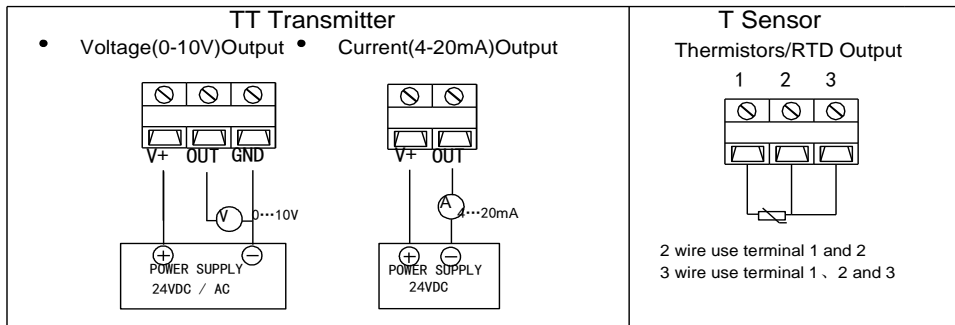 TT Transmitter
• Voltage(0-10V)Output • Current(4-20mA)Output
V+ OUT GND
V 0…10V
POWER SUPPLY
24VDC / AC
V+ OUT
A 4…20mA
POWER SUPPLY
24VDC
T Sensor
Thermistors/RTD Output
1 2 3
2 wire use terminal 1 and 2
3 wire use terminal 1、2 and 3